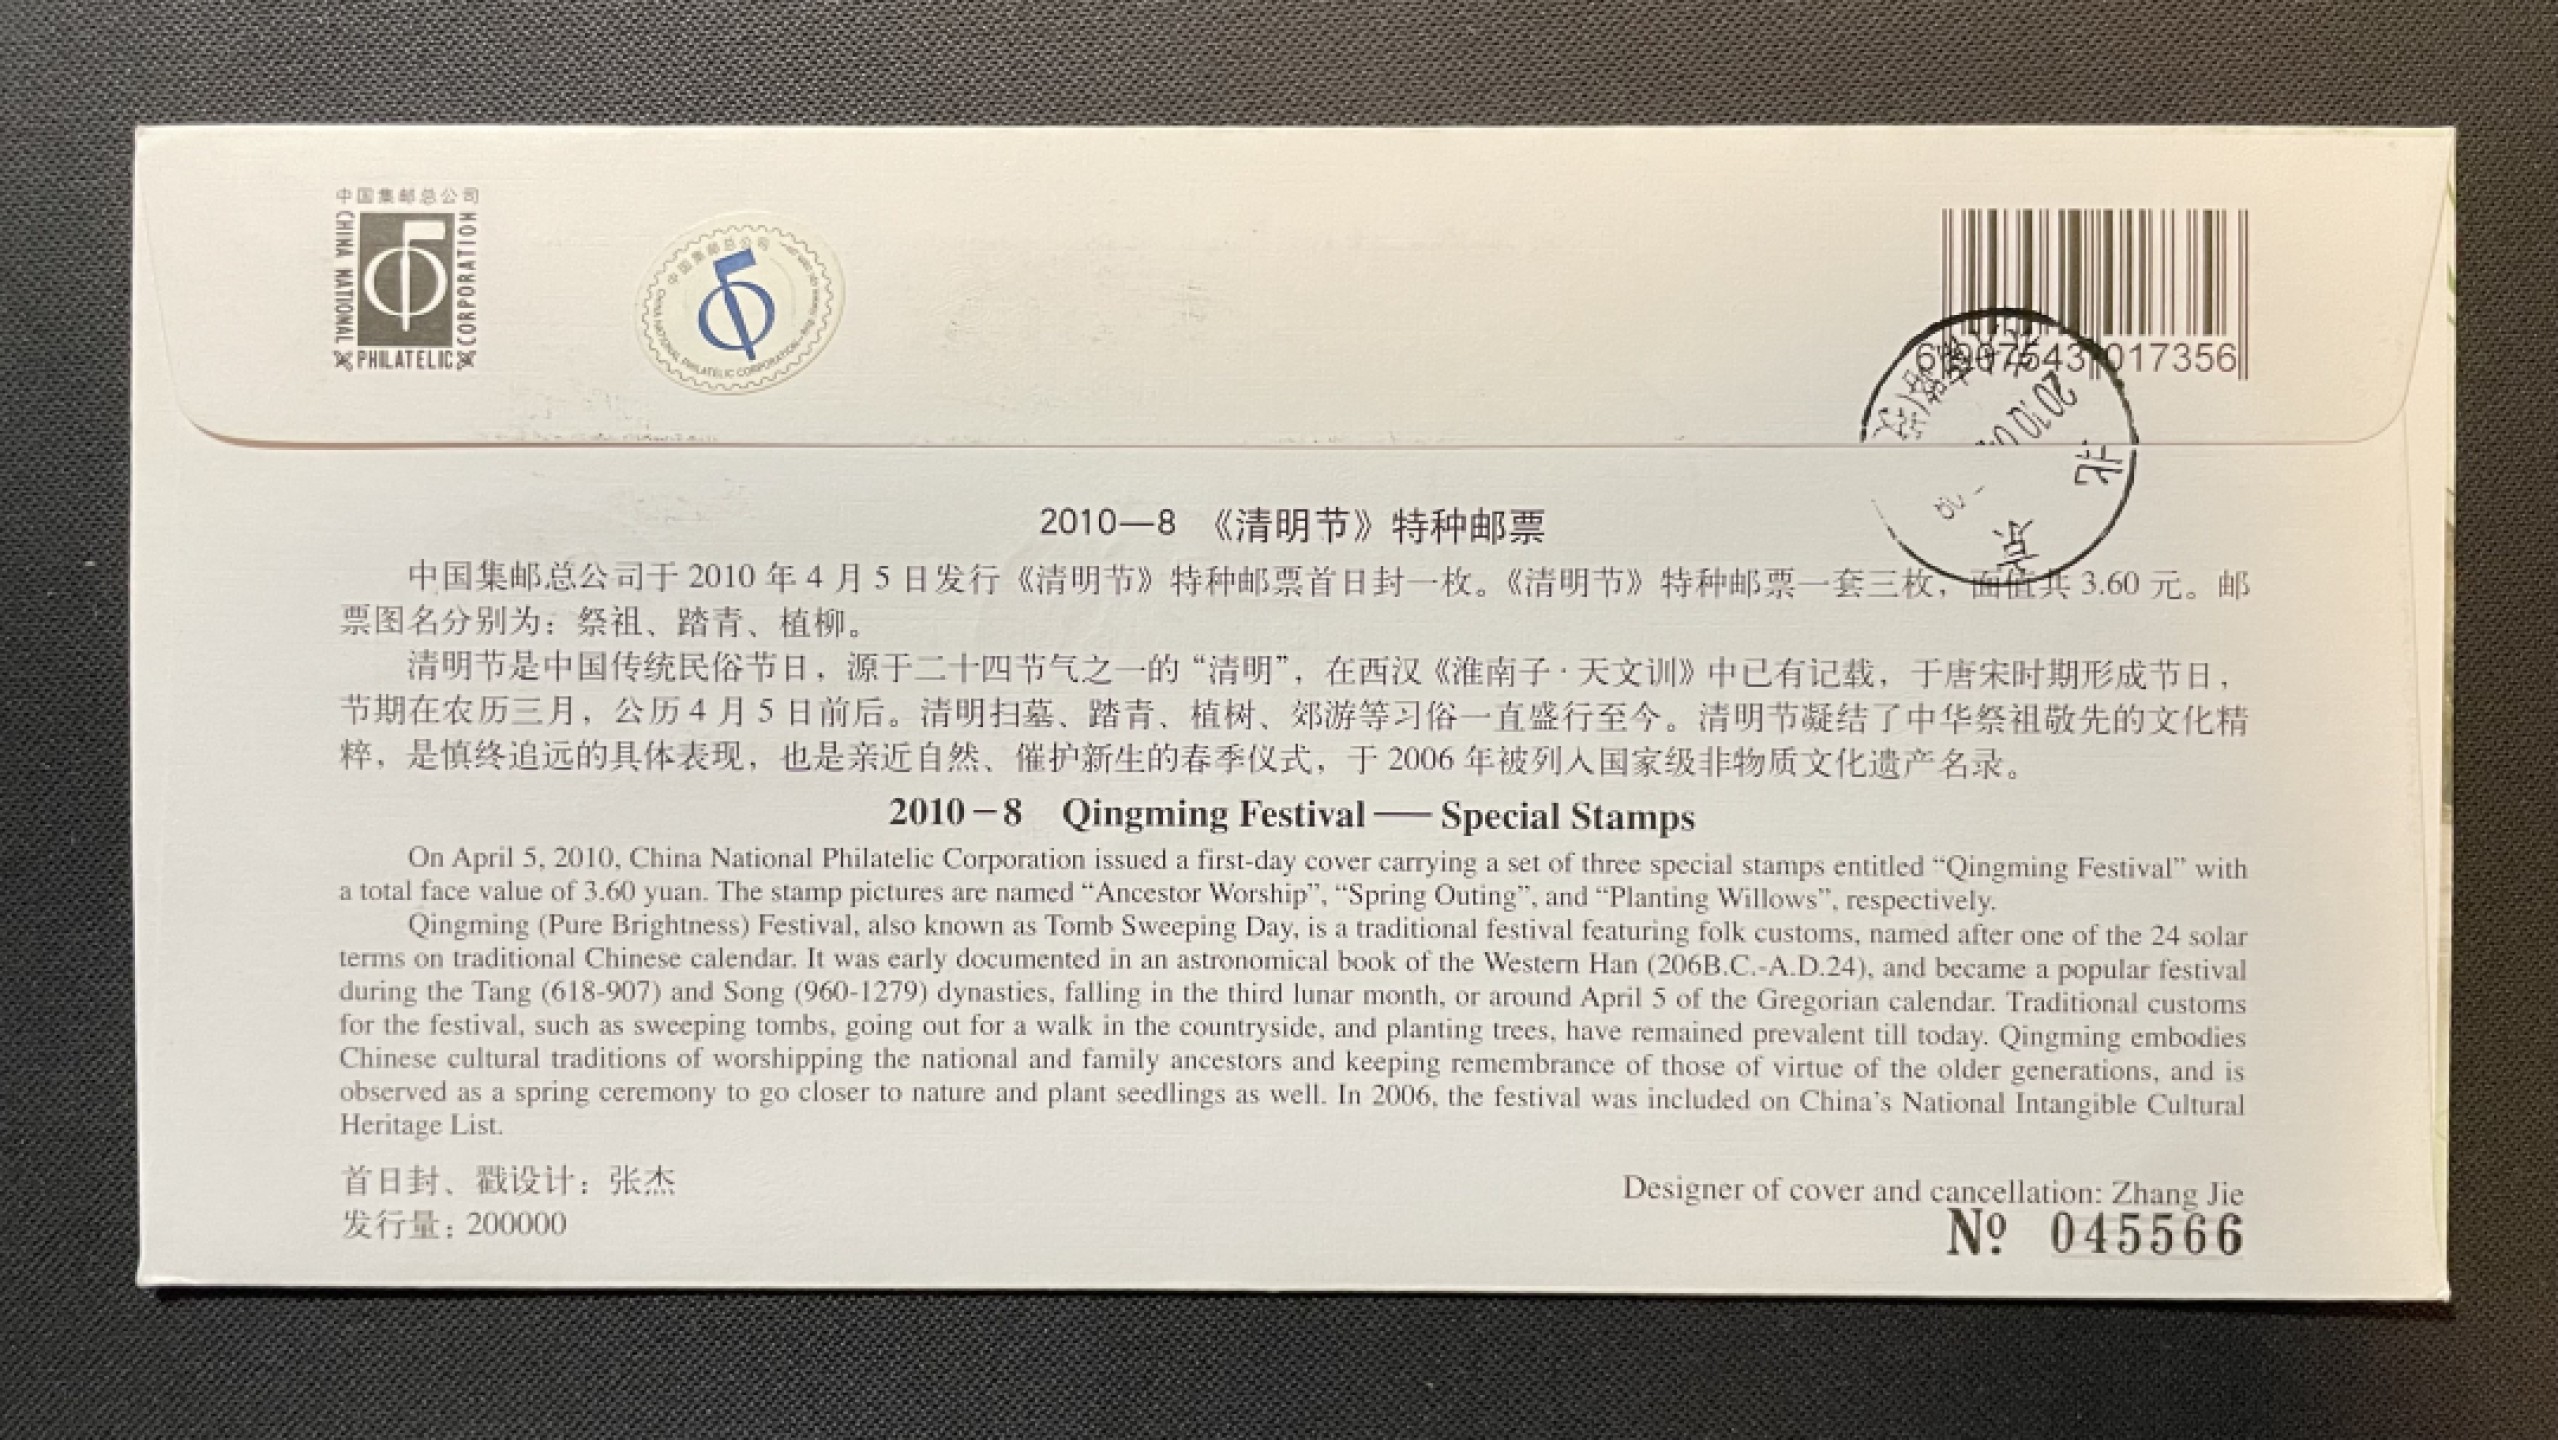 中国集邮总公司
CHINA NATIONAL
PHILATELIC
CORPORATION
中国集邮总公司
CHINA NATIONAL PHILATELIC CORPORATION
6 907543 017356
2010.0
北
京
2010—8 《清明节》特种邮票
中国集邮总公司于 2010 年 4 月 5 日发行《清明节》特种邮票首日封一枚。《清明节》特种邮票一套三枚，面值共 3.60 元。邮
票图名分别为：祭祖、踏青、植柳。
清明节是中国传统民俗节日，源于二十四节气之一的“清明”，在西汉《淮南子·天文训》中已有记载，于唐宋时期形成节日，
节期在农历三月，公历 4 月 5 日前后。清明扫墓、踏青、植树、郊游等习俗一直盛行至今。清明节凝结了中华祭祖敬先的文化精
粹，是慎终追远的具体表现，也是亲近自然、催护新生的春季仪式，于 2006 年被列入国家级非物质文化遗产名录。
2010－8 Qingming Festival —— Special Stamps
On April 5, 2010, China National Philatelic Corporation issued a first-day cover carrying a set of three special stamps entitled “Qingming Festival” with
a total face value of 3.60 yuan. The stamp pictures are named “Ancestor Worship”, “Spring Outing”, and “Planting Willows”, respectively.
Qingming (Pure Brightness) Festival, also known as Tomb Sweeping Day, is a traditional festival featuring folk customs, named after one of the 24 solar
terms on traditional Chinese calendar. It was early documented in an astronomical book of the Western Han (206B.C.-A.D.24), and became a popular festival
during the Tang (618-907) and Song (960-1279) dynasties, falling in the third lunar month, or around April 5 of the Gregorian calendar. Traditional customs
for the festival, such as sweeping tombs, going out for a walk in the countryside, and planting trees, have remained prevalent till today. Qingming embodies
Chinese cultural traditions of worshipping the national and family ancestors and keeping remembrance of those of virtue of the older generations, and is
observed as a spring ceremony to go closer to nature and plant seedlings as well. In 2006, the festival was included on China’s National Intangible Cultural
Heritage List.
首日封、戳设计：张杰
发行量：200000
Designer of cover and cancellation: Zhang Jie
Nº 045566